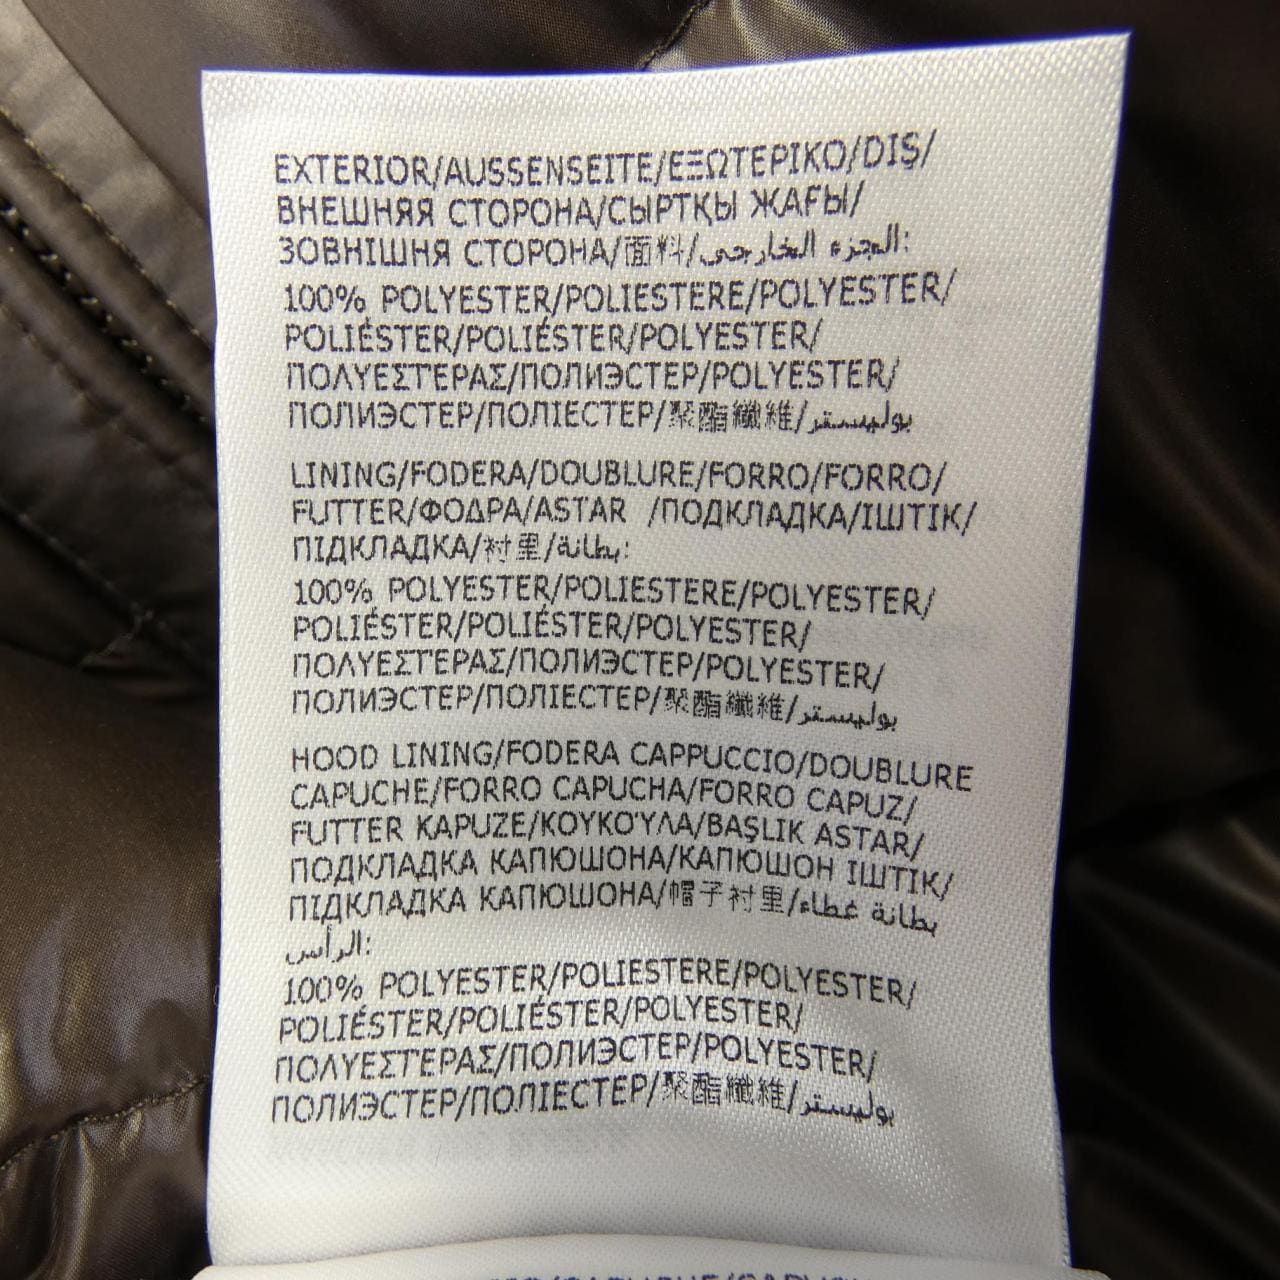 EXTERIOR/AUSSENSEITE/ΕΞΩΤΕΡΙΚΟ/DIŞ/
ВНЕШНЯЯ СТОРОНА/СЫРТҚЫ ЖАҒЫ/
ЗОВНІШНЯ СТОРОНА/面料/الجزء الخارجي:
100% POLYESTER/POLIESTERE/POLYESTER/
POLIÉSTER/POLIÉSTER/POLYESTER/
ΠΟΛΥΕΣΤΕΡΑΣ/ПОЛИЭСТЕР/POLYESTER/
ПОЛИЭСТЕР/ПОЛІЕСТЕР/聚酯纖維/بوليستر
LINING/FODERA/DOUBLURE/FORRO/FORRO/
FUTTER/ΦΟΔΡΑ/ASTAR /ПОДКЛАДКА/ІШТІК/
ПІДКЛАДКА/衬里/بطانة:
100% POLYESTER/POLIESTERE/POLYESTER/
POLIÉSTER/POLIÉSTER/POLYESTER/
ΠΟΛΥΕΣΤΕΡΑΣ/ПОЛИЭСТЕР/POLYESTER/
ПОЛИЭСТЕР/ПОЛІЕСТЕР/聚酯纖維/بوليستر
HOOD LINING/FODERA CAPPUCCIO/DOUBLURE
CAPUCHE/FORRO CAPUCHA/FORRO CAPUZ/
FUTTER KAPUZE/ΚΟΥΚΟΎΛΑ/BAŞLIK ASTAR/
ПОДКЛАДКА КАПЮШОНА/КАПЮШОН ІШТІК/
ПІДКЛАДКА КАПЮШОНА/帽子衬里/بطانة غطاء
الرأس:
100% POLYESTER/POLIESTERE/POLYESTER/
POLIÉSTER/POLIÉSTER/POLYESTER/
ΠΟΛΥΕΣΤΕΡΑΣ/ПОЛИЭСТЕР/POLYESTER/
ПОЛИЭСТЕР/ПОЛІЕСТЕР/聚酯纖維/بوليستر